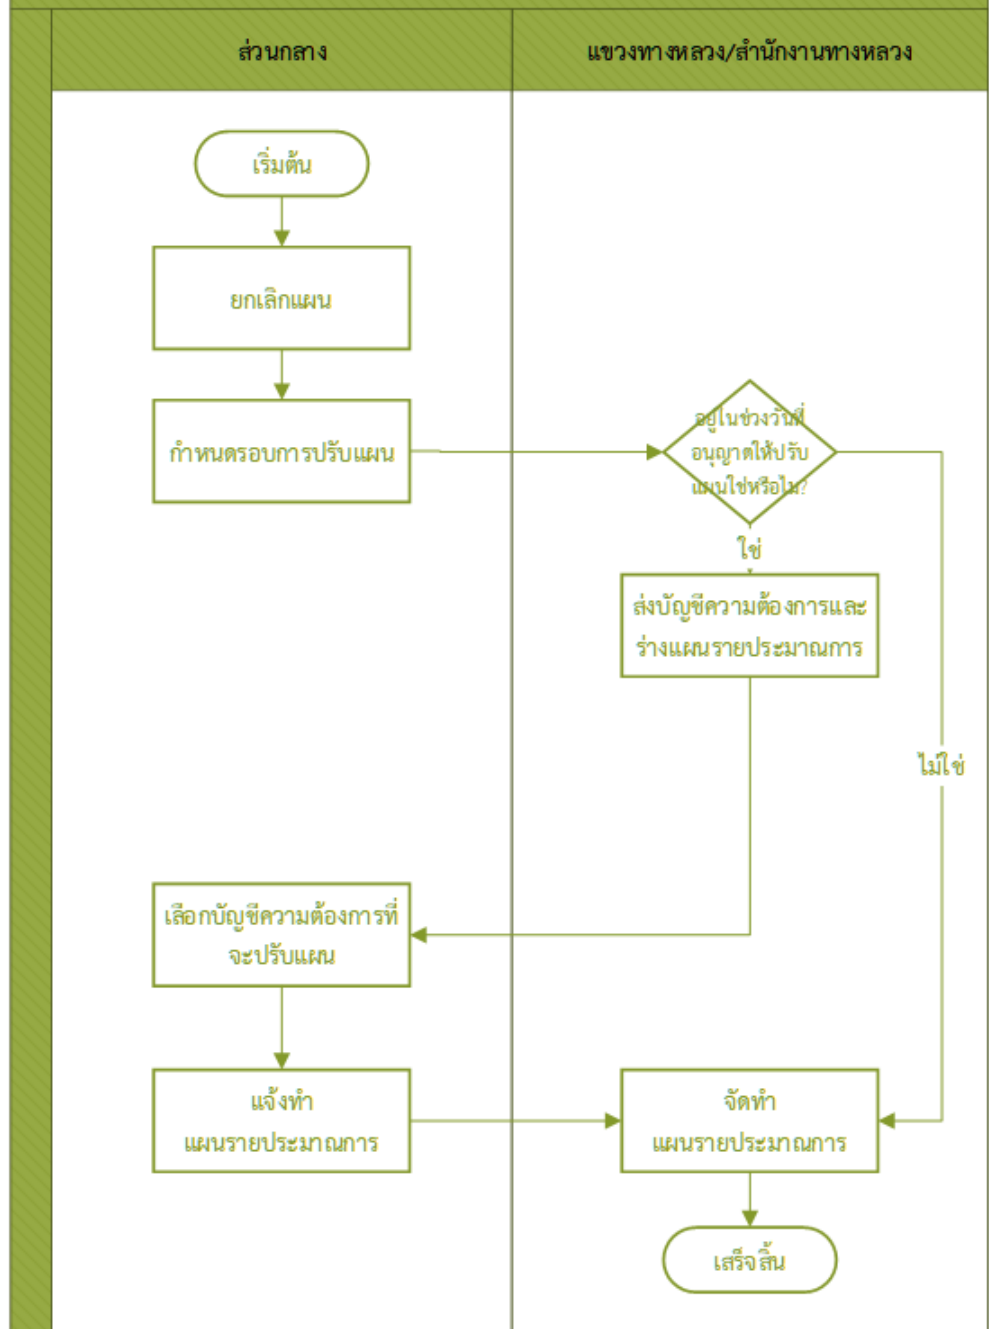 ส่วนกลาง
แขวงทางหลวง/สำนักงานทางหลวง
เริ่มต้น
ยกเลิกแผน
กำหนดรอบการปรับแผน
อยู่ในช่วงวันที่
อนุญาตให้ปรับ
แผนใช่หรือไม่?
ใช่
ส่งบัญชีความต้องการและ
ร่างแผนรายประมาณการ
ไม่ใช่
เลือกบัญชีความต้องการที่
จะปรับแผน
แจ้งทำ
แผนรายประมาณการ
จัดทำ
แผนรายประมาณการ
เสร็จสิ้น